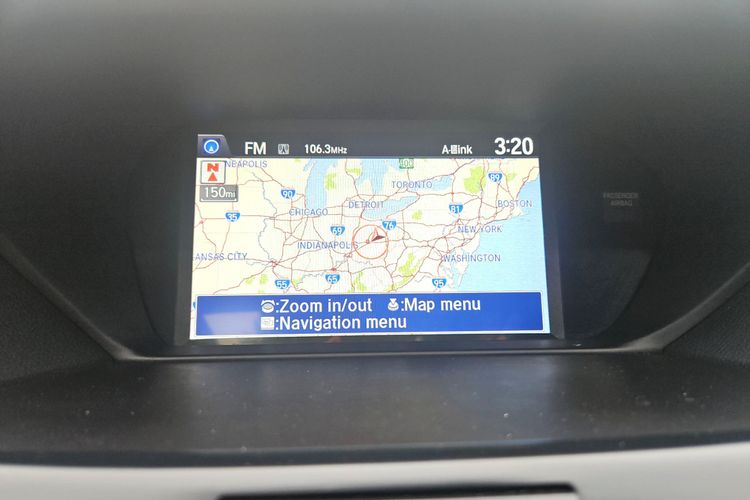 FM 106.3MHz A-link 3:20
NEAPOLIS
N
150mi
TORONTO
89
90
CHICAGO
DETROIT
81
BOSTON
35
69
76
NEW YORK
INDIANAPOLIS
ANSAS CITY
WASHINGTON
55
65
95
:Zoom in/out :Map menu
:Navigation menu
PASSENGER
AIRBAG